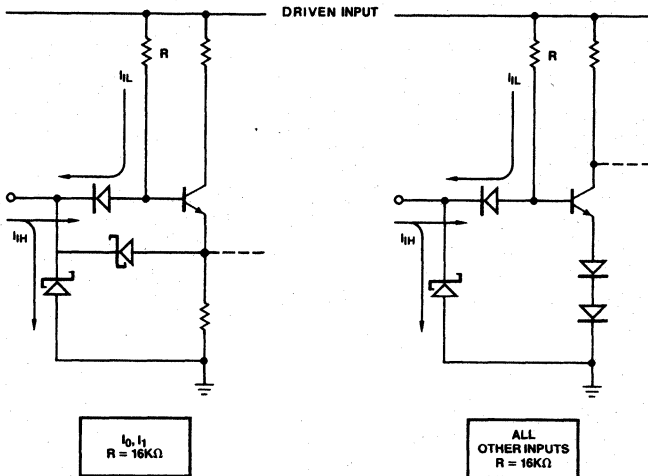 DRIVEN INPUT
R
IIL
IIH
I0, I1
R = 16KΩ
R
IIL
IIH
ALL
OTHER INPUTS
R = 16KΩ